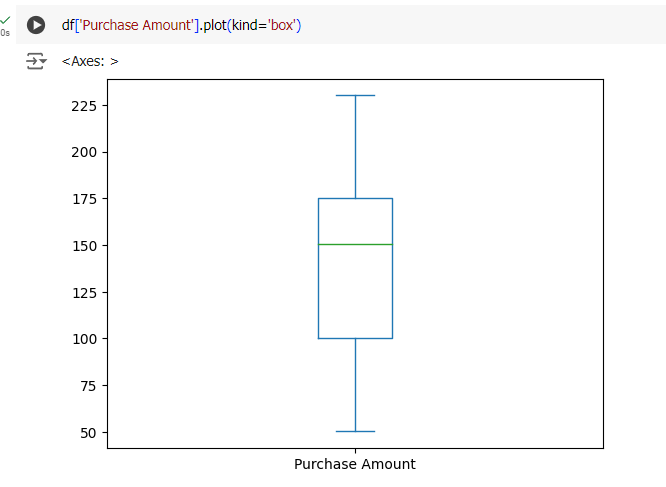 df['Purchase Amount'].plot(kind='box')
0s
<Axes: >
225
200
175
150
125
100
75
50
Purchase Amount